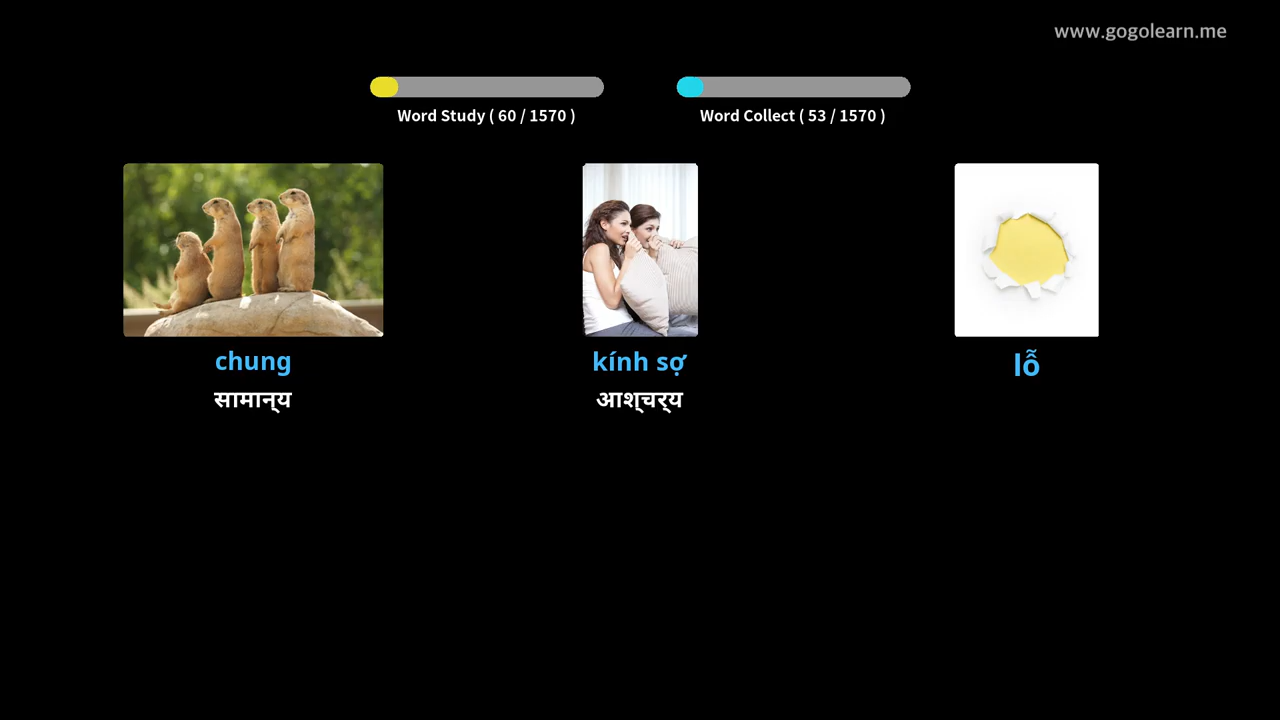 www.gogolearn.me
Word Study ( 60 / 1570 )
Word Collect ( 53 / 1570 )
chung
kính sợ
lỗ
सामान्य
आश्चर्य